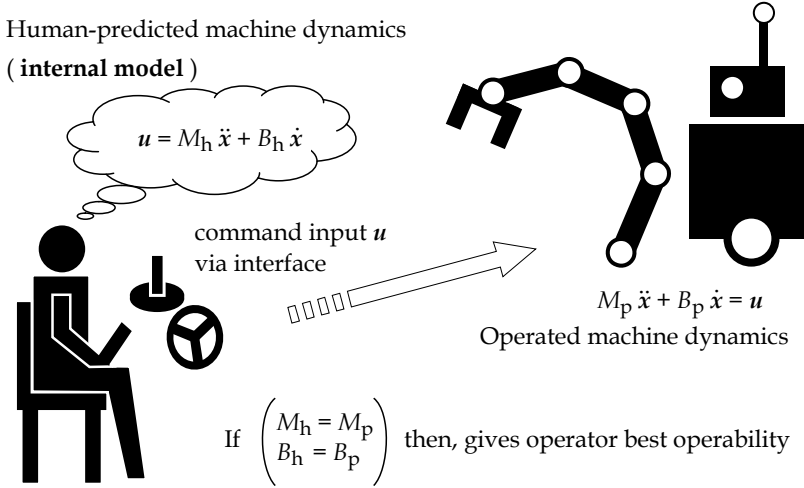 Human-predicted machine dynamics
( internal model )
u = Mh ẍ + Bh ẋ
command input u
via interface
Mp ẍ + Bp ẋ = u
Operated machine dynamics
If ( Mh = Mp
Bh = Bp ) then, gives operator best operability